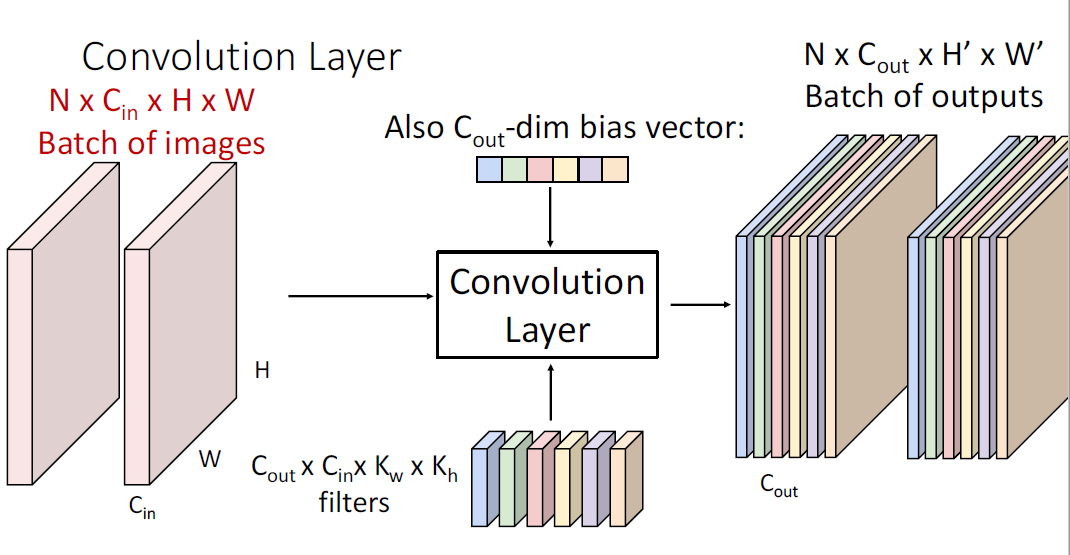 Convolution Layer
N x Cin x H x W
Batch of images
Also Cout-dim bias vector:
N x Cout x H’ x W’
Batch of outputs
Convolution
Layer
H
W
Cin
Cout x Cinx Kw x Kh
filters
Cout